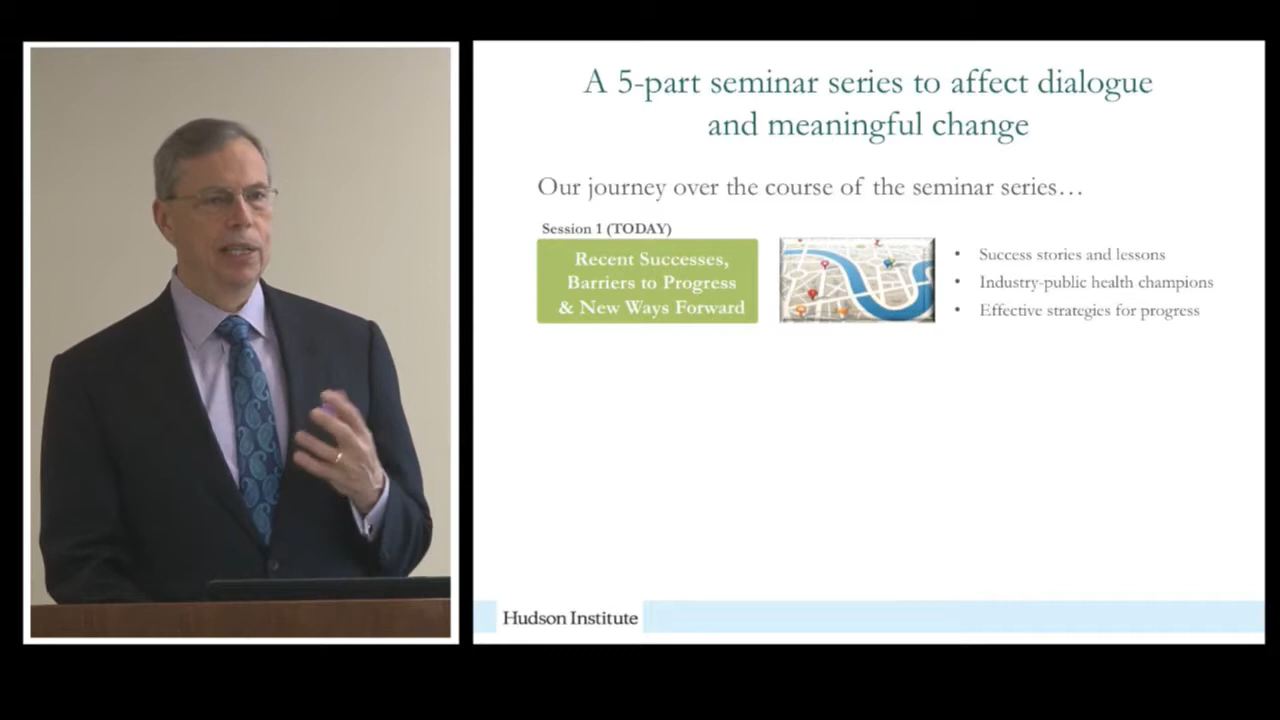 A 5-part seminar series to affect dialogue
and meaningful change
Our journey over the course of the seminar series…
Session 1 (TODAY)
Recent Successes,
Barriers to Progress
& New Ways Forward
• Success stories and lessons
• Industry-public health champions
• Effective strategies for progress
Hudson Institute